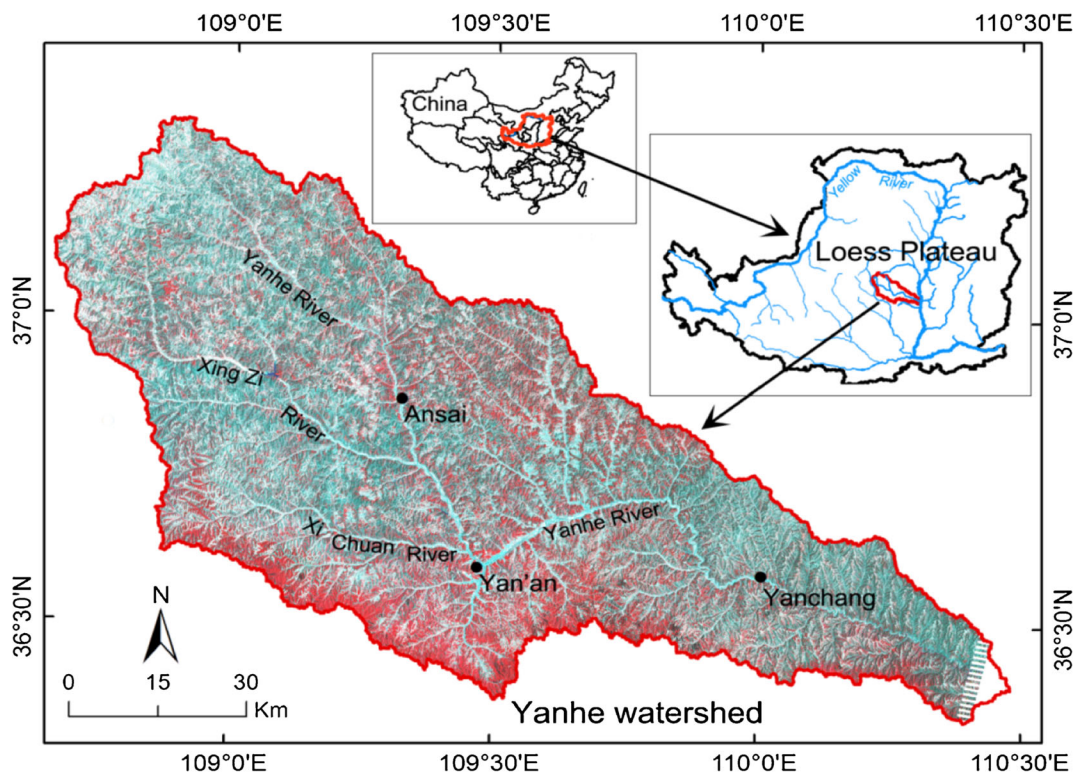 109°0'E
109°30'E
110°0'E
110°30'E
China
Yellow
River
Loess Plateau
37°0'N
37°0'N
Yanhe River
Xing Zi
River
Ansai
Yanhe River
Xi Chuan River
Yan'an
Yanchang
36°30'N
36°30'N
N
0 15 30
Km
Yanhe watershed
109°0'E
109°30'E
110°0'E
110°30'E